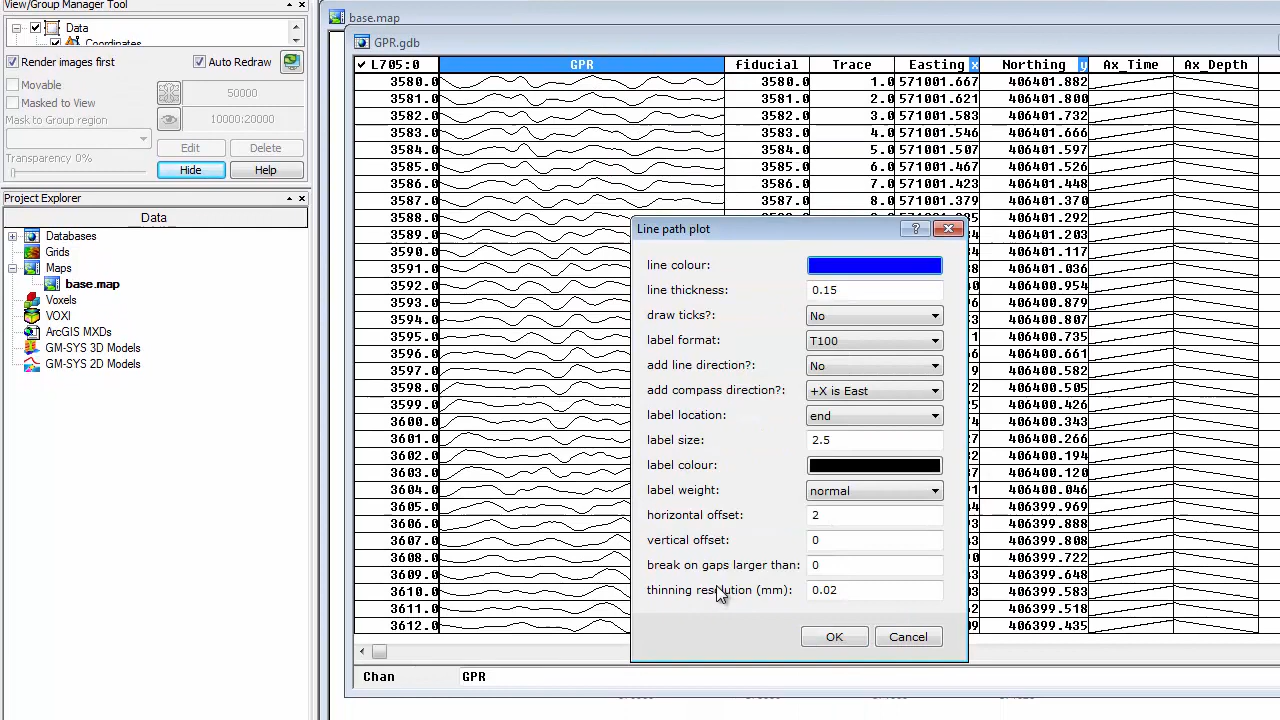 View/Group Manager Tool
Data
Coordinates
Render images first
Auto Redraw
Movable
50000
Masked to View
Mask to Group region
10000:20000
Transparency 0%
Edit
Delete
Hide
Help
Project Explorer
Data
Databases
Grids
Maps
base.map
Voxels
VOXI
ArcGIS MXDs
GM-SYS 3D Models
GM-SYS 2D Models
base.map
GPR.gdb
L705:0 GPR fiducial Trace Easting x Northing y Ax_Time Ax_Depth
3580.0 3580.0 1.0 571001.667 406401.882
3581.0 3581.0 2.0 571001.621 406401.800
3582.0 3582.0 3.0 571001.583 406401.732
3583.0 3583.0 4.0 571001.546 406401.666
3584.0 3584.0 5.0 571001.507 406401.597
3585.0 3585.0 6.0 571001.467 406401.526
3586.0 3586.0 7.0 571001.423 406401.448
3587.0 3587.0 8.0 571001.379 406401.370
3588.0 406401.292
3589.0 406401.203
3590.0 406401.117
3591.0 406401.036
3592.0 406400.954
3593.0 406400.879
3594.0 406400.807
3595.0 406400.735
3596.0 406400.661
3597.0 406400.582
3598.0 406400.505
3599.0 406400.426
3600.0 406400.343
3601.0 406400.266
3602.0 406400.194
3603.0 406400.120
3604.0 406400.046
3605.0 406399.969
3606.0 406399.888
3607.0 406399.808
3608.0 406399.722
3609.0 406399.648
3610.0 406399.583
3611.0 406399.518
3612.0 406399.435
Chan GPR
Line path plot
line colour:
line thickness: 0.15
draw ticks?: No
label format: T100
add line direction?: No
add compass direction?: +X is East
label location: end
label size: 2.5
label colour:
label weight: normal
horizontal offset: 2
vertical offset: 0
break on gaps larger than: 0
thinning resolution (mm): 0.02
OK
Cancel